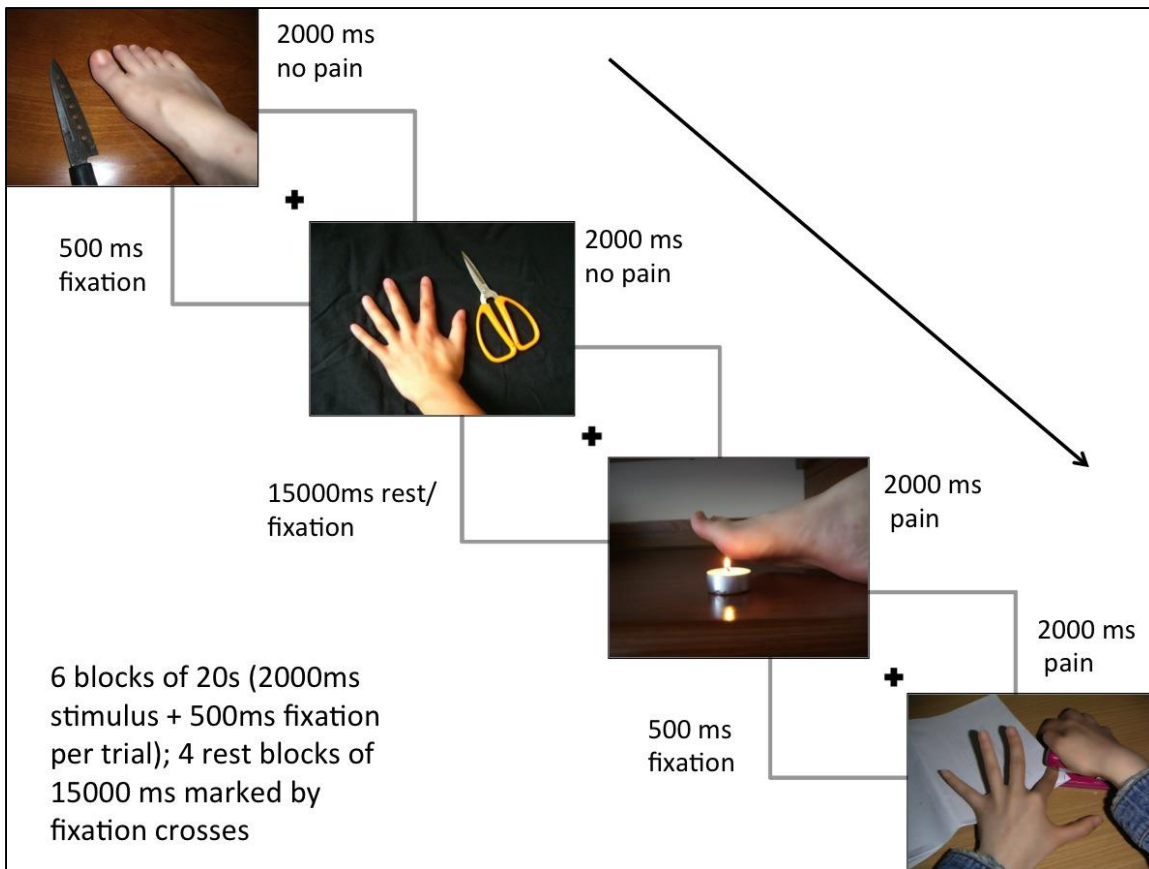 2000 ms
no pain
500 ms
fixation
2000 ms
no pain
15000ms rest/
fixation
2000 ms
pain
2000 ms
pain
500 ms
fixation
6 blocks of 20s (2000ms
stimulus + 500ms fixation
per trial); 4 rest blocks of
15000 ms marked by
fixation crosses